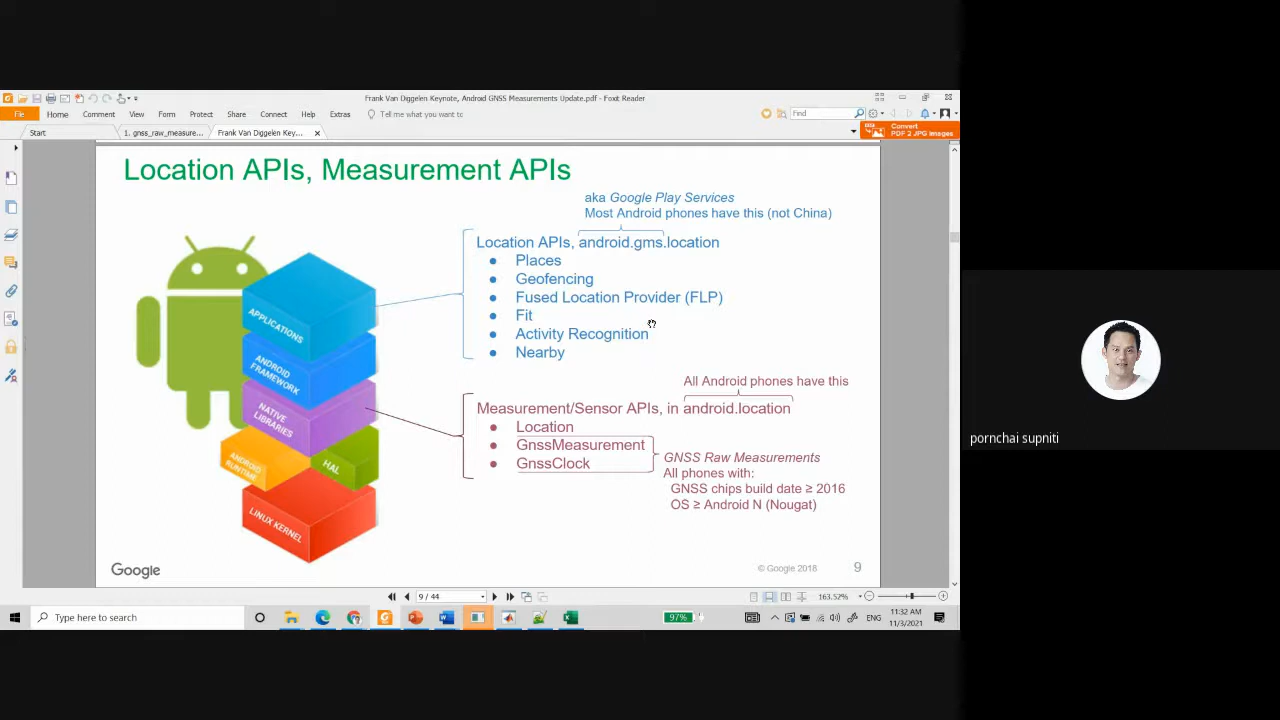 Frank Van Diggelen Keynote, Android GNSS Measurements Update.pdf - Foxit Reader
File Home Comment View Form Protect Share Connect Help Extras Tell me what you want to Find
Start 1. gnss_raw_measure... Frank Van Diggelen Key...
Convert
PDF 2 JPG Images
Location APIs, Measurement APIs
aka Google Play Services
Most Android phones have this (not China)
Location APIs, android.gms.location
● Places
● Geofencing
● Fused Location Provider (FLP)
● Fit
● Activity Recognition
● Nearby
APPLICATIONS
ANDROID
FRAMEWORK
NATIVE
LIBRARIES
ANDROID
RUNTIME
HAL
LINUX KERNEL
All Android phones have this
Measurement/Sensor APIs, in android.location
● Location
● GnssMeasurement
● GnssClock
GNSS Raw Measurements
All phones with:
GNSS chips build date ≥ 2016
OS ≥ Android N (Nougat)
Google
© Google 2018 9
pornchai supniti
9 / 44
163.52%
Type here to search
97%
ENG
11:32 AM
11/3/2021